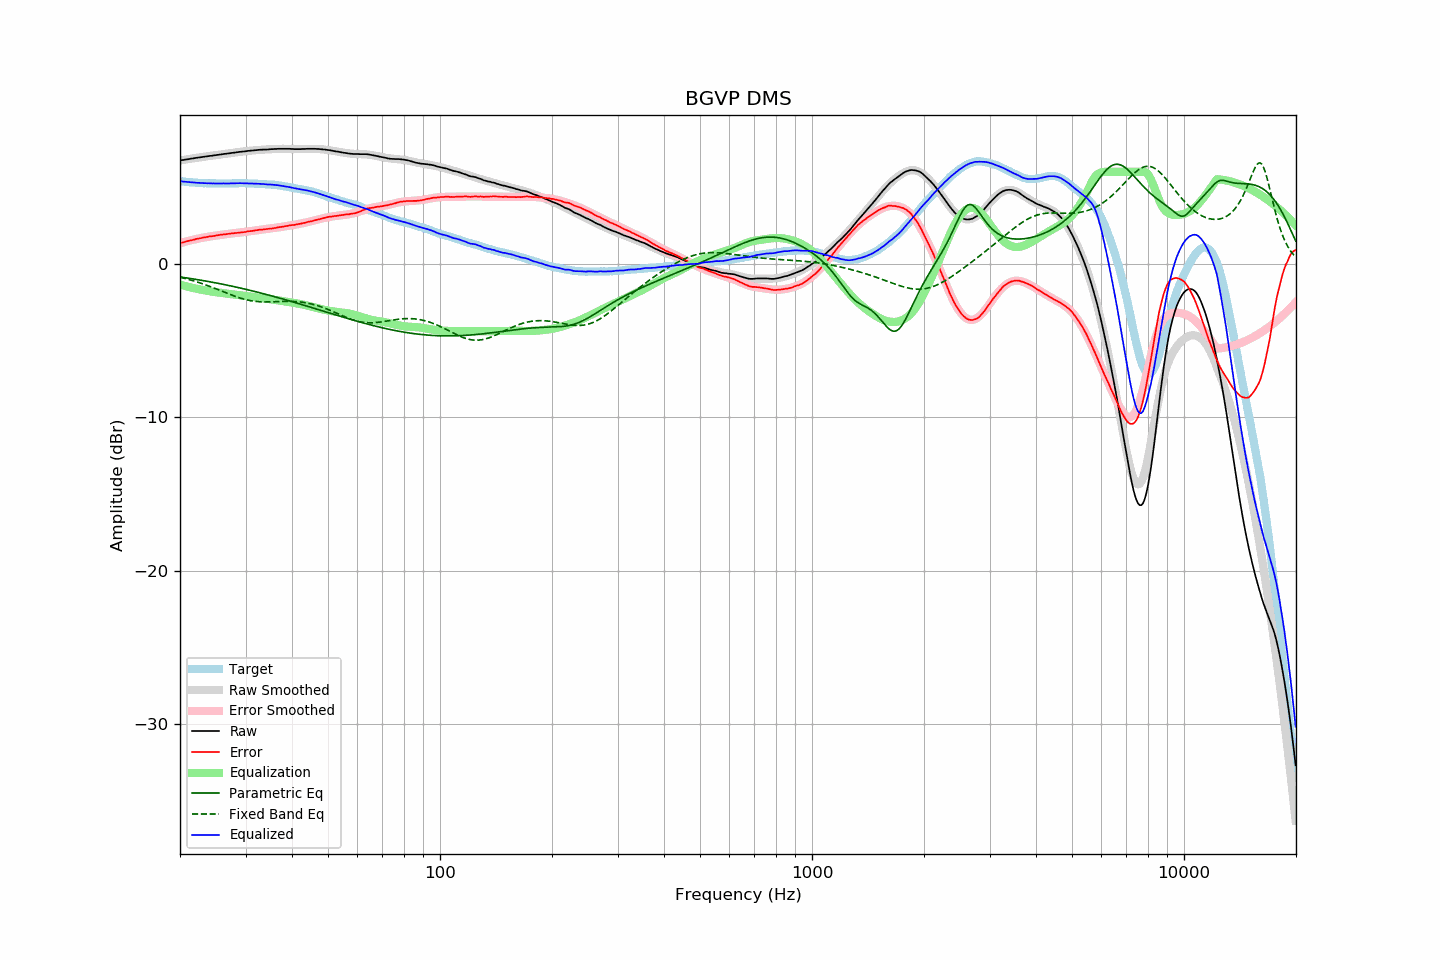 BGVP DMS
Amplitude (dBr)
0
−10
−20
−30
Target
Raw Smoothed
Error Smoothed
Raw
Error
Equalization
Parametric Eq
Fixed Band Eq
Equalized
100 1000 10000
Frequency (Hz)